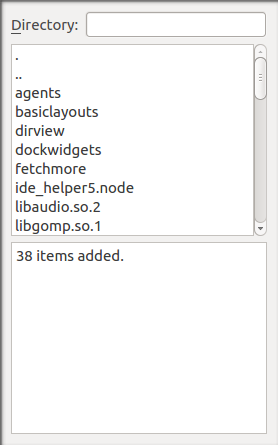 Directory:
.
..
agents
basiclayouts
dirview
dockwidgets
fetchmore
ide_helper5.node
libaudio.so.2
libgomp.so.1
38 items added.